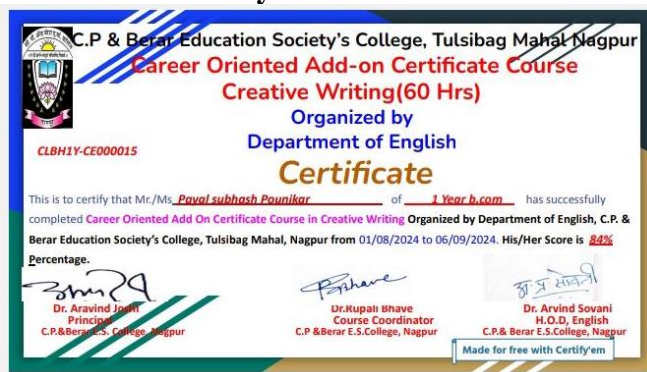 C.P & Berar Education Society's College, Tulsibag Mahal Nagpur
Career Oriented Add-on Certificate Course
Creative Writing(60 Hrs)
Organized by
Department of English
CLBH1Y-CE000015
Certificate
This is to certify that Mr./Ms Payal subhash Pounikar of 1 Year b.com has successfully
completed Career Oriented Add On Certificate Course in Creative Writing Organized by Department of English, C.P. &
Berar Education Society's College, Tulsibag Mahal, Nagpur from 01/08/2024 to 06/09/2024. His/Her Score is 84%
Percentage.
Dr. Aravind Joshi
Principal
C.P.&Berar E.S. College, Nagpur
Bhave
Dr.Rupali Bhave
Course Coordinator
C.P &Berar E.S.College, Nagpur
Dr. Arvind Sovani
H.O.D, English
C.P.& Berar E.S.College, Nagpur
Made for free with Certify'em